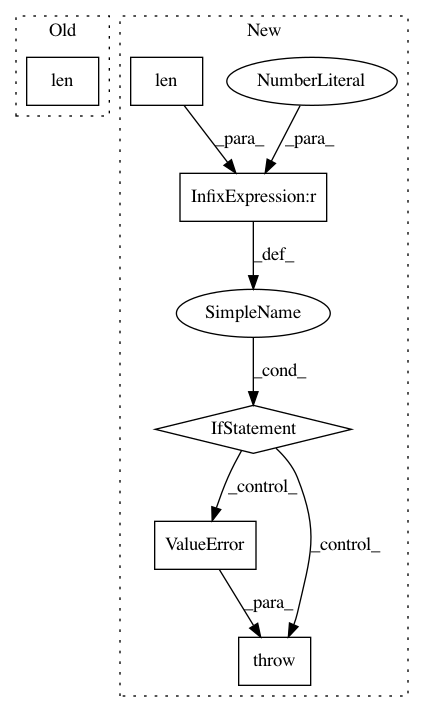 Old
New
len
len
NumberLiteral
_para_
_para_
InfixExpression:r
_def_
SimpleName
_cond_
IfStatement
_control_
_control_
ValueError
_para_
throw